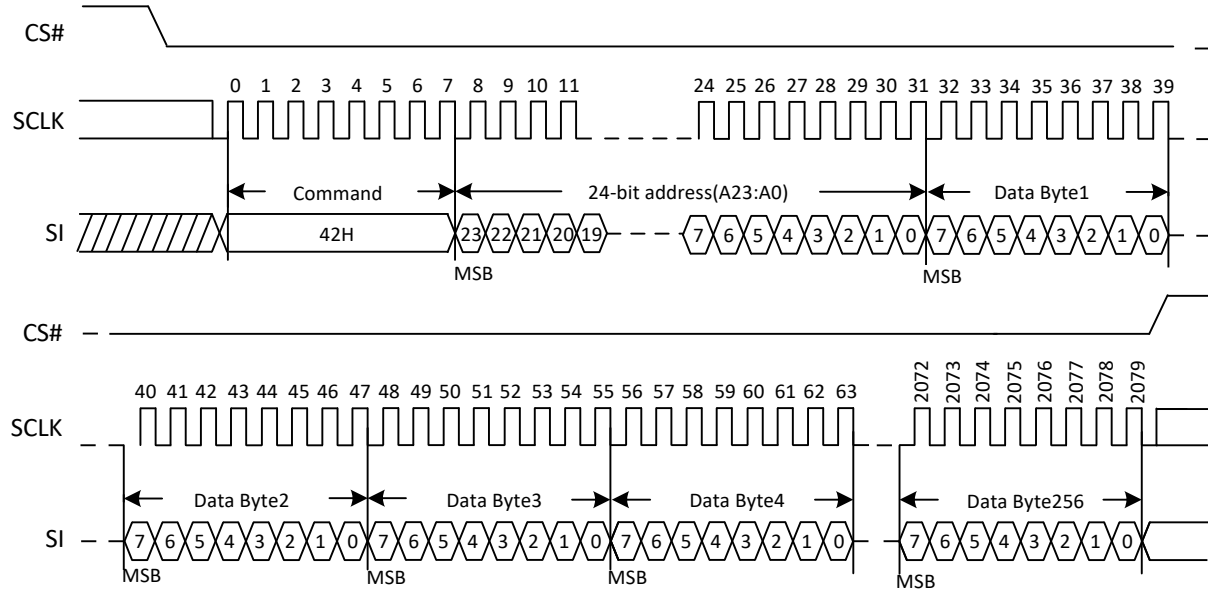 CS#
0 1 2 3 4 5 6 7 8 9 10 11 24 25 26 27 28 29 30 31 32 33 34 35 36 37 38 39
SCLK
Command 24-bit address(A23:A0) Data Byte1
SI 42H 23 22 21 20 19 7 6 5 4 3 2 1 0 7 6 5 4 3 2 1 0
MSB MSB
CS#
40 41 42 43 44 45 46 47 48 49 50 51 52 53 54 55 56 57 58 59 60 61 62 63 2072 2073 2074 2075 2076 2077 2078 2079
SCLK
Data Byte2 Data Byte3 Data Byte4 Data Byte256
SI 7 6 5 4 3 2 1 0 7 6 5 4 3 2 1 0 7 6 5 4 3 2 1 0 7 6 5 4 3 2 1 0
MSB MSB MSB MSB